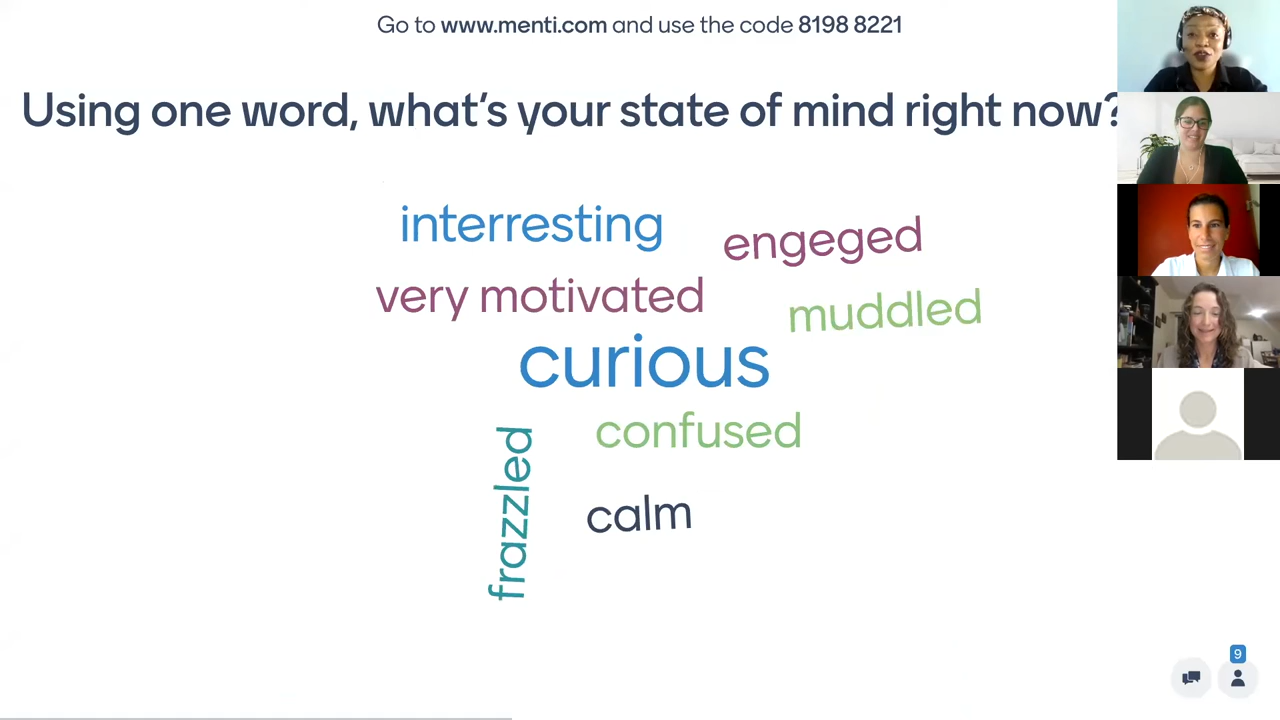 Go to www.menti.com and use the code 8198 8221
Using one word, what's your state of mind right now?
interresting
engeged
very motivated
muddled
curious
confused
frazzled
calm
9